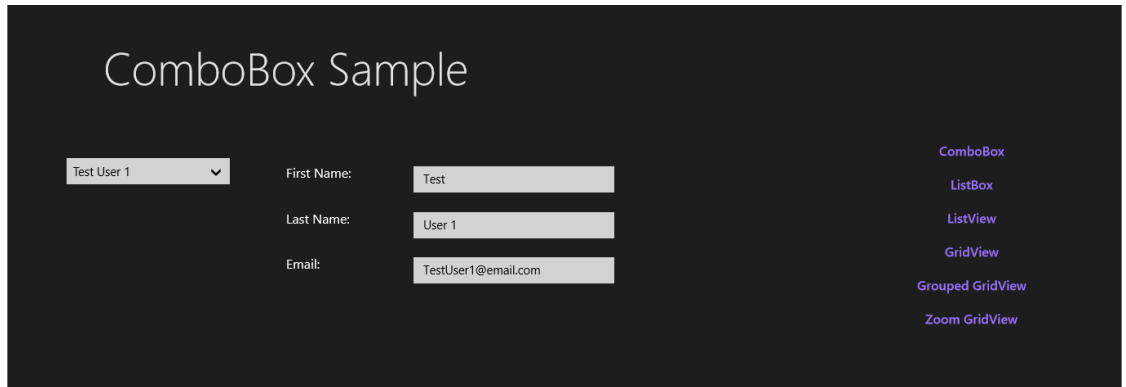 ComboBox Sample
Test User 1
First Name:
Test
Last Name:
User 1
Email:
TestUser1@email.com
ComboBox
ListBox
ListView
GridView
Grouped GridView
Zoom GridView